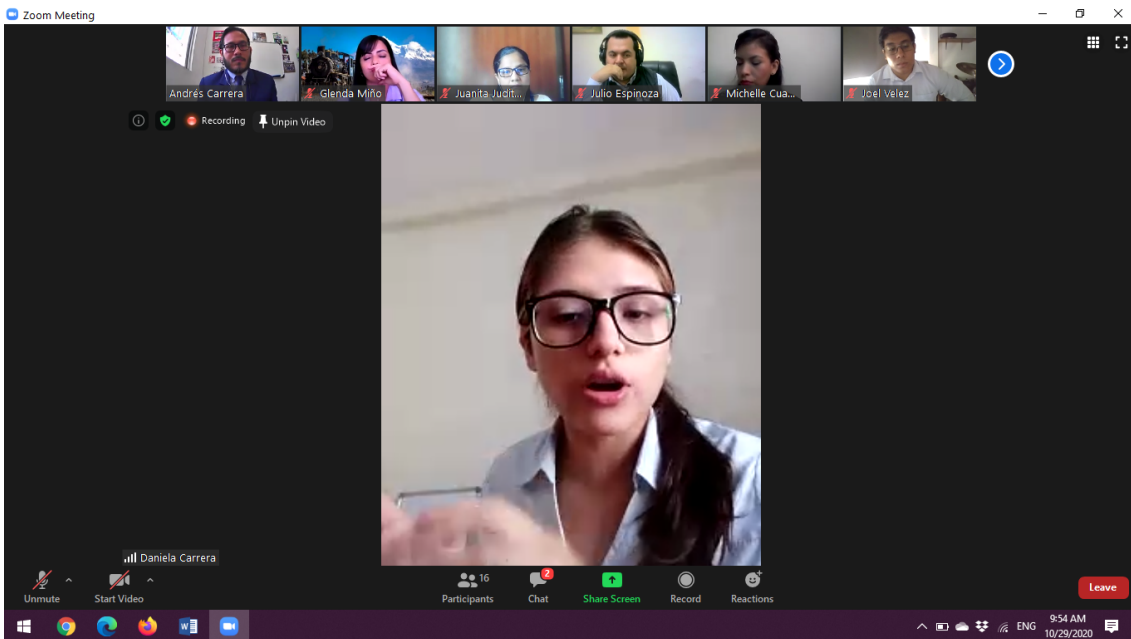 Zoom Meeting
Andrés Carrera
Glenda Miño
Juanita Judit...
Julio Espinoza
Michelle Cua...
Joel Velez
Recording
Unpin Video
Daniela Carrera
Unmute
Start Video
16
Participants
2
Chat
Share Screen
Record
Reactions
Leave
ENG
9:54 AM
10/29/2020